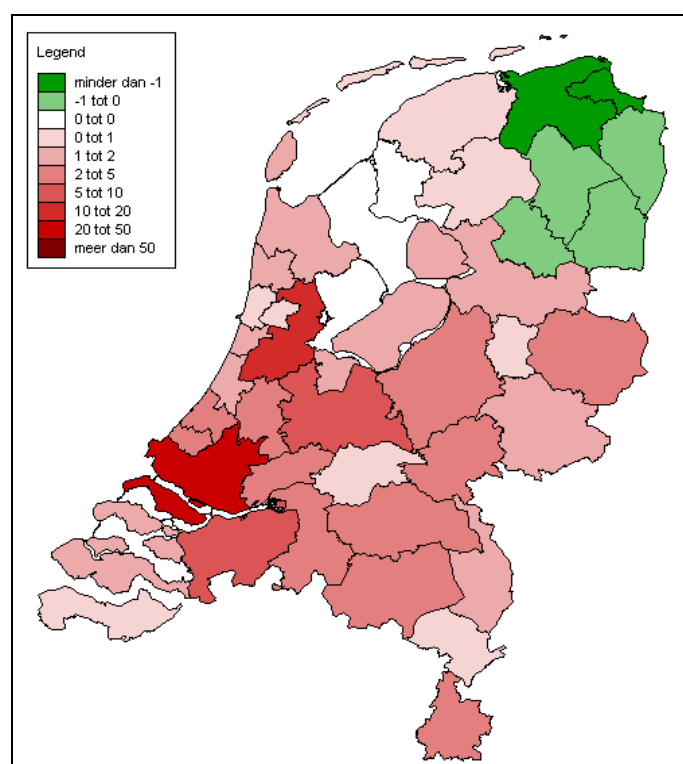 Legend
minder dan -1
-1 tot 0
0 tot 0
0 tot 1
1 tot 2
2 tot 5
5 tot 10
10 tot 20
20 tot 50
meer dan 50